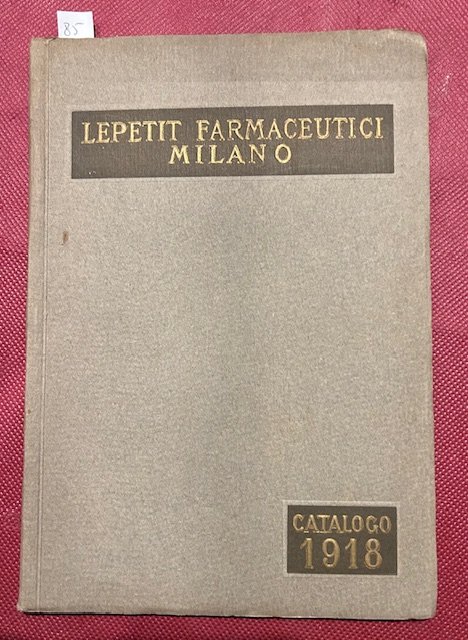 85
LEPETIT FARMACEUTICI
MILANO
CATALOGO
1918